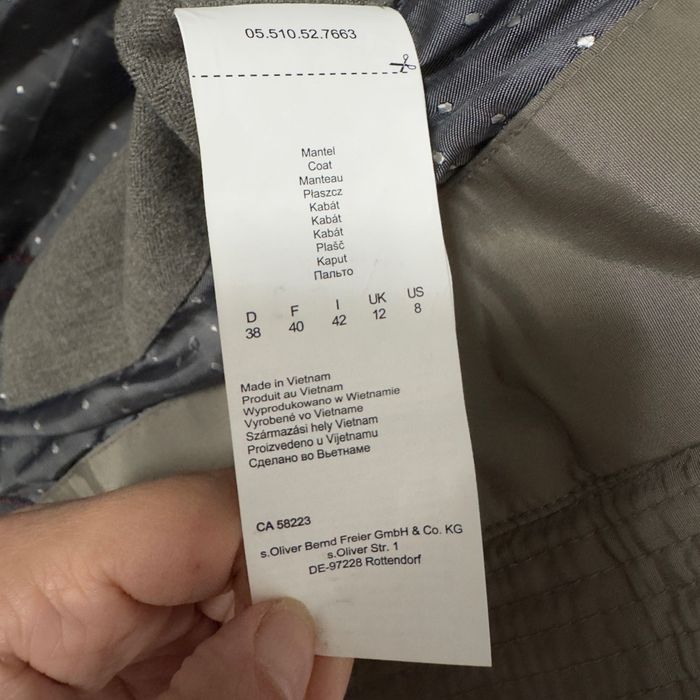 05.510.52.7663
Mantel
Coat
Manteau
Płaszcz
Kabát
Kabát
Kabát
Plašč
Kaput
Пальто
D F I UK US
38 40 42 12 8
Made in Vietnam
Produit au Vietnam
Wyprodukowano w Wietnamie
Vyrobené vo Vietname
Származási hely Vietnam
Proizvedeno u Vijetnamu
Сделано во Вьетнаме
CA 58223
s.Oliver Bernd Freier GmbH & Co. KG
s.Oliver Str. 1
DE-97228 Rottendorf